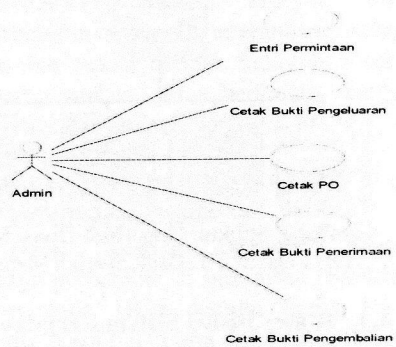 Entri Permintaan
Cetak Bukti Pengeluaran
Cetak PO
Admin
Cetak Bukti Penerimaan
Cetak Bukti Pengembalian